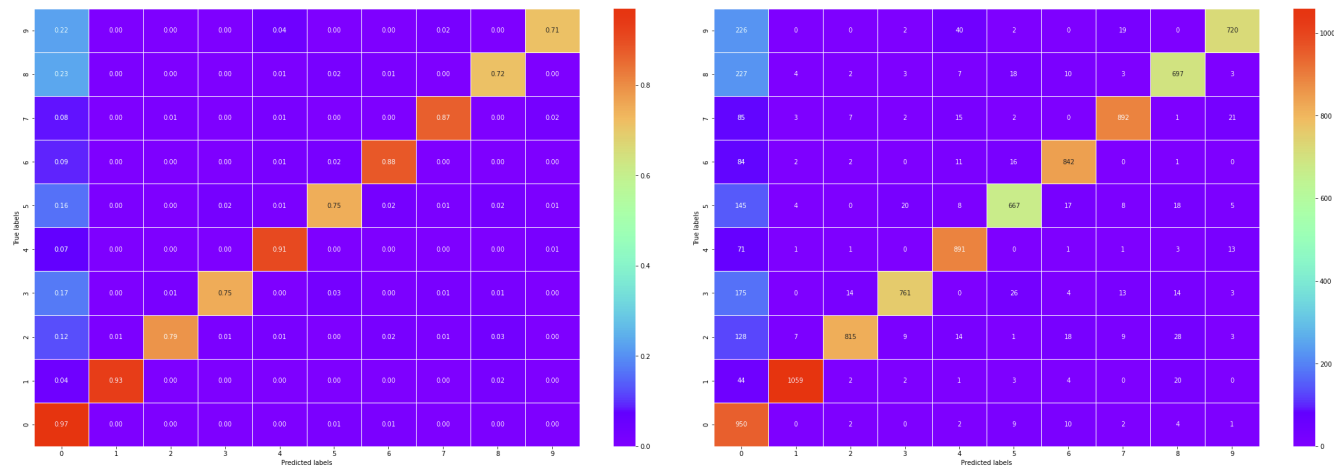 9 0.22 0.00 0.00 0.00 0.04 0.00 0.00 0.02 0.00 0.71
8 0.23 0.00 0.00 0.00 0.01 0.02 0.01 0.00 0.72 0.00
0.8
7 0.08 0.00 0.01 0.00 0.01 0.00 0.00 0.87 0.00 0.02
6 0.09 0.00 0.00 0.00 0.01 0.02 0.88 0.00 0.00 0.00
0.6
True labels
5 0.16 0.00 0.00 0.02 0.01 0.75 0.02 0.01 0.02 0.01
4 0.07 0.00 0.00 0.00 0.91 0.00 0.00 0.00 0.00 0.01
0.4
3 0.17 0.00 0.01 0.75 0.00 0.03 0.00 0.01 0.01 0.00
2 0.12 0.01 0.79 0.01 0.01 0.00 0.02 0.01 0.03 0.00
0.2
1 0.04 0.93 0.00 0.00 0.00 0.00 0.00 0.00 0.02 0.00
0 0.97 0.00 0.00 0.00 0.00 0.01 0.01 0.00 0.00 0.00
0.0
0 1 2 3 4 5 6 7 8 9
Predicted labels
1000
9 226 0 0 2 40 2 0 19 0 720
8 227 4 2 3 7 18 10 3 697 3
800
7 85 3 7 2 15 2 0 892 1 21
6 84 2 2 0 11 16 842 0 1 0
600
True labels
5 145 4 0 20 8 667 17 8 18 5
4 71 1 1 0 891 0 1 1 3 13
400
3 175 0 14 761 0 26 4 13 14 3
2 128 7 815 9 14 1 18 9 28 3
200
1 44 1059 2 2 1 3 4 0 20 0
0 950 0 2 0 2 9 10 2 4 1
0
0 1 2 3 4 5 6 7 8 9
Predicted labels